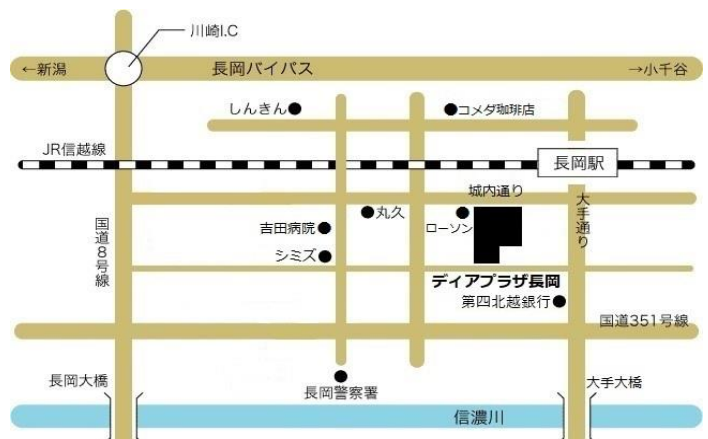 川崎I.C
←新潟
長岡バイパス
→小千谷
しんきん
コメダ珈琲店
JR信越線
長岡駅
城内通り
大手通り
丸久
ローソン
吉田病院
シミズ
国道8号線
ディアプラザ長岡
第四北越銀行
国道351号線
長岡大橋
長岡警察署
大手大橋
信濃川